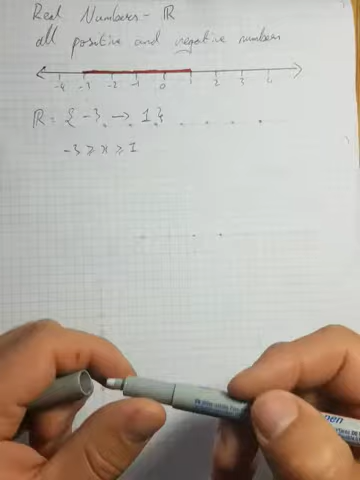 Real Numbers - ℝ
all positive and negative numbers
-4 -3 -2 -1 0 1 2 3 4
ℝ = { -3, → 1}
-3 ≥ x ≥ 1
pen